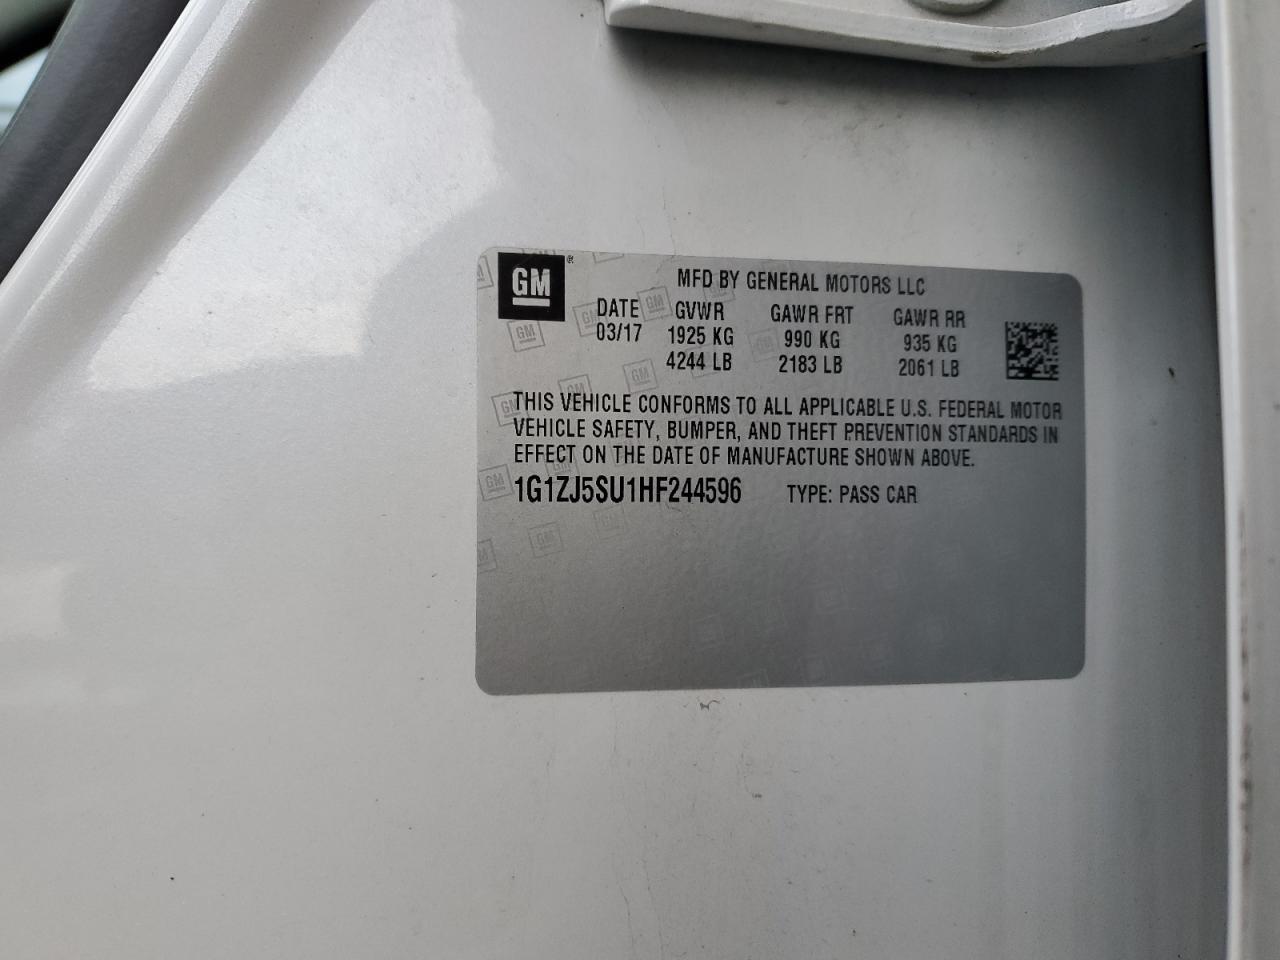 GM®
MFD BY GENERAL MOTORS LLC
DATE GVWR GAWR FRT GAWR RR
03/17 1925 KG 990 KG 935 KG
4244 LB 2183 LB 2061 LB
THIS VEHICLE CONFORMS TO ALL APPLICABLE U.S. FEDERAL MOTOR
VEHICLE SAFETY, BUMPER, AND THEFT PREVENTION STANDARDS IN
EFFECT ON THE DATE OF MANUFACTURE SHOWN ABOVE.
1G1ZJ5SU1HF244596 TYPE: PASS CAR